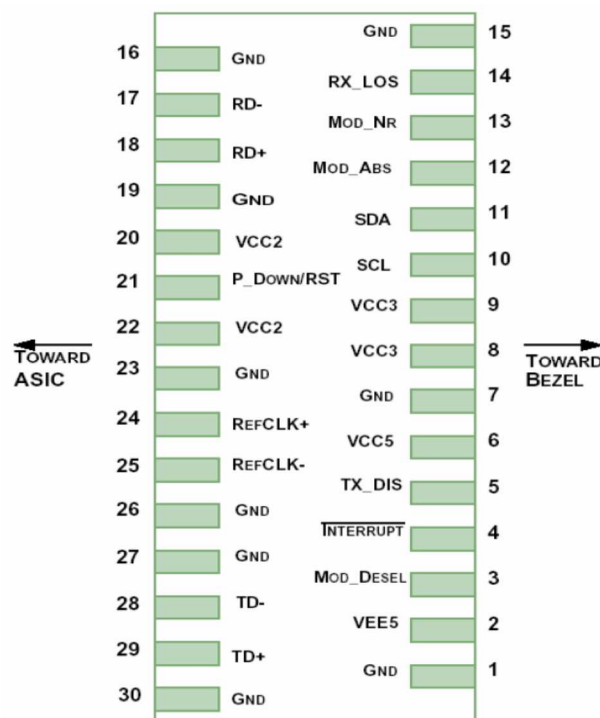 16 GND
17 RD-
18 RD+
19 GND
20 VCC2
21 P_DOWN/RST
22 VCC2
23 GND
24 REFCLK+
25 REFCLK-
26 GND
27 GND
28 TD-
29 TD+
30 GND
TOWARD
ASIC
GND 15
RX_LOS 14
MOD_NR 13
MOD_ABS 12
SDA 11
SCL 10
VCC3 9
VCC3 8
GND 7
VCC5 6
TX_DIS 5
INTERRUPT 4
MOD_DESEL 3
VEE5 2
GND 1
TOWARD
BEZEL